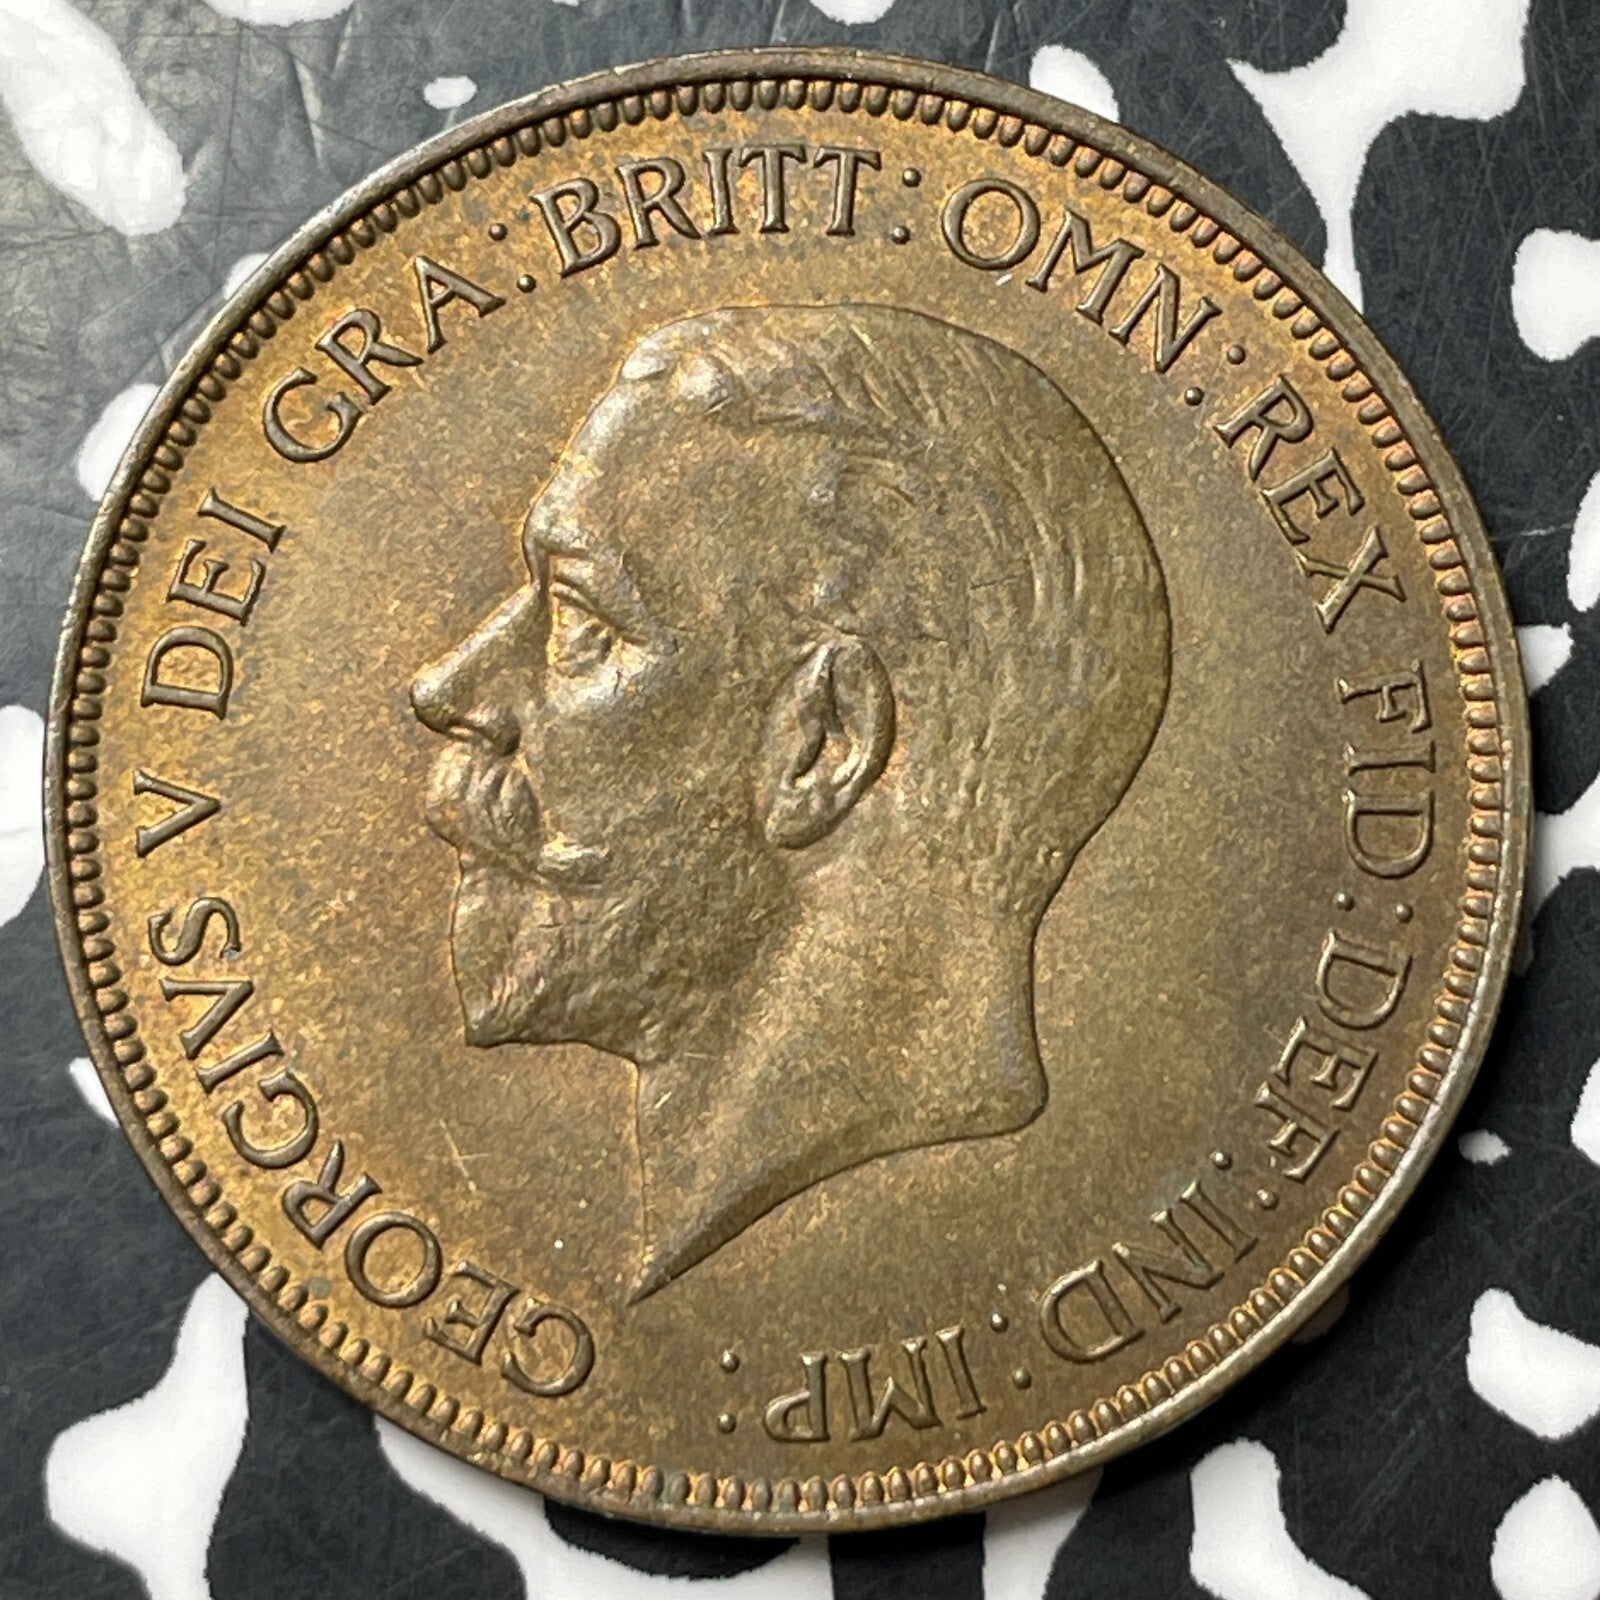 GEORGIVS V DEI GRA: BRITT: OMN: REX FID: DEF: IND: IMP: